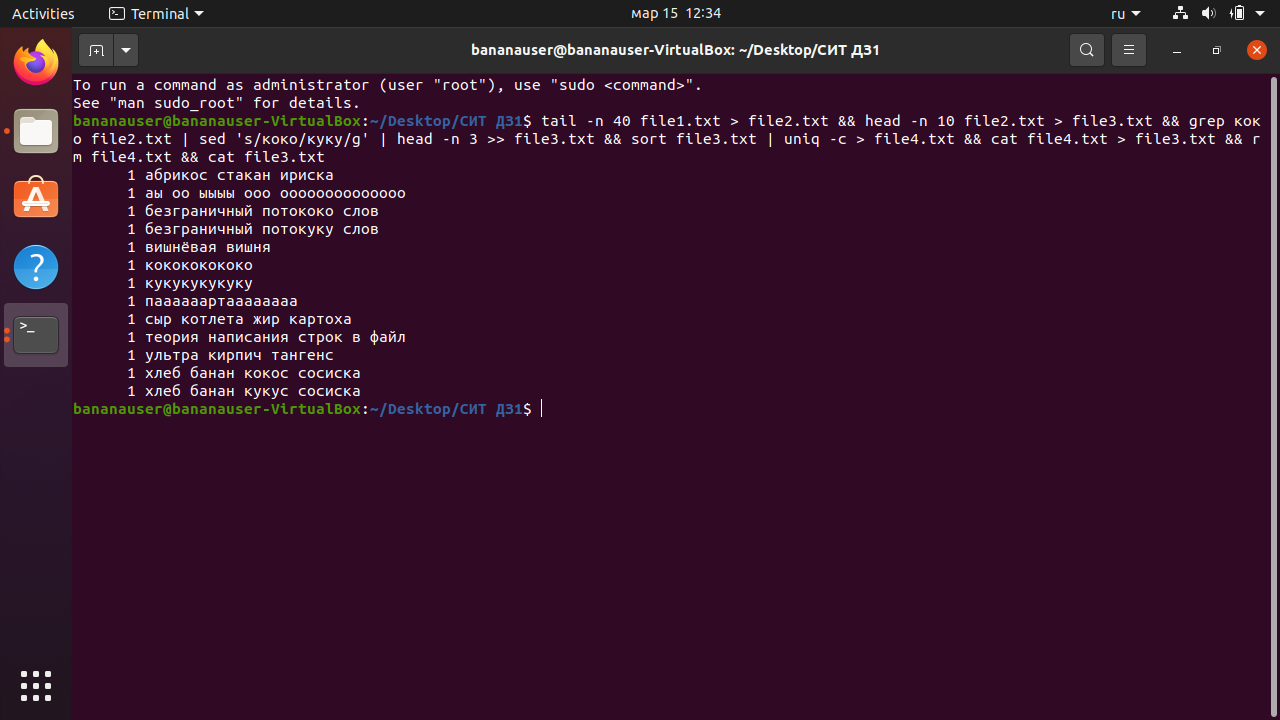 Activities Terminal мар 15 12:34 ru
bananauser@bananauser-VirtualBox: ~/Desktop/СИТ ДЗ1
To run a command as administrator (user "root"), use "sudo <command>".
See "man sudo_root" for details.
bananauser@bananauser-VirtualBox:~/Desktop/СИТ ДЗ1$ tail -n 40 file1.txt > file2.txt && head -n 10 file2.txt > file3.txt && grep коко
о file2.txt | sed 's/коко/куку/g' | head -n 3 >> file3.txt && sort file3.txt | uniq -c > file4.txt && cat file4.txt > file3.txt && r
m file4.txt && cat file3.txt
1 абрикос стакан ириска
1 аы оо ыыыы ооо оооооооооооооо
1 безграничный потококо слов
1 безграничный потокуку слов
1 вишнёвая вишня
1 кокококококо
1 кукукукукуку
1 паааааартааааааааа
1 сыр котлета жир картоха
1 теория написания строк в файл
1 ультра кирпич тангенс
1 хлеб банан кокос сосиска
1 хлеб банан кукус сосиска
bananauser@bananauser-VirtualBox:~/Desktop/СИТ ДЗ1$